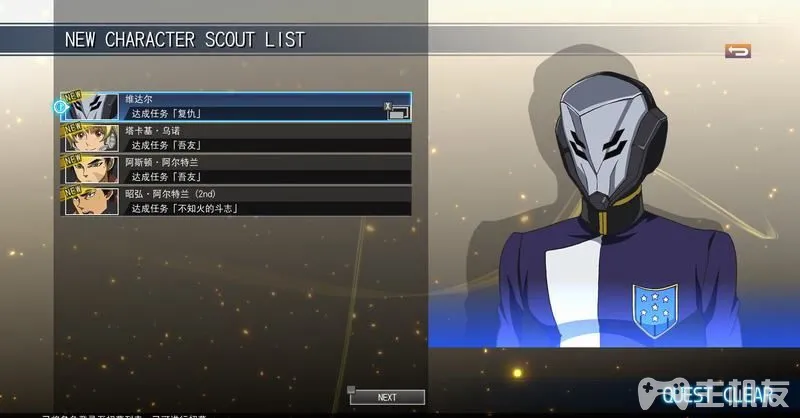 NEW CHARACTER SCOUT LIST
NEW
维达尔
达成任务「复仇」
X
NEW
塔卡基·乌诺
达成任务「吾友」
NEW
阿斯顿·阿尔特兰
达成任务「吾友」
NEW
昭弘·阿尔特兰 (2nd)
达成任务「不知火的斗志」
NEXT
QUEST CLEAR
主机友